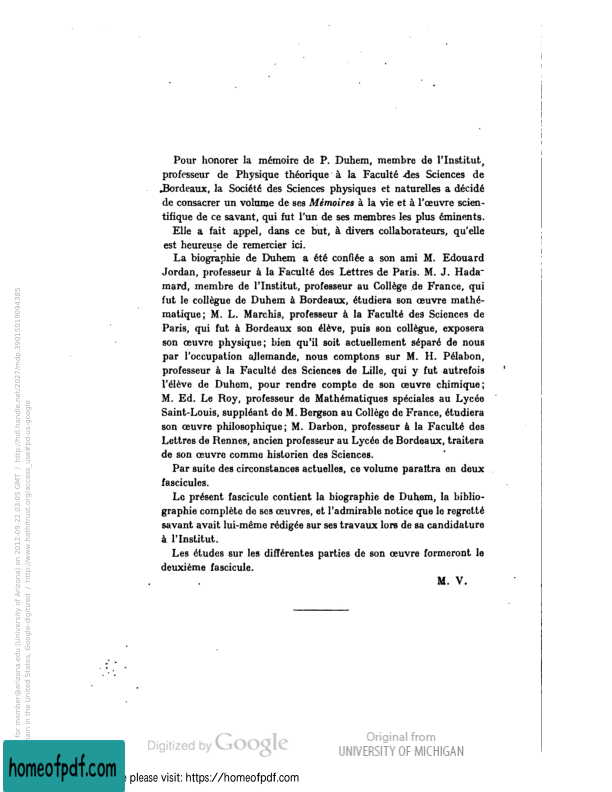 Pour honorer la mémoire de P. Duhem, membre de l'Institut,
professeur de Physique théorique à la Faculté des Sciences de
Bordeaux, la Société des Sciences physiques et naturelles a décidé
de consacrer un volume de ses Mémoires à la vie et à l'œuvre scien-
tifique de ce savant, qui fut l'un de ses membres les plus éminents.
Elle a fait appel, dans ce but, à divers collaborateurs, qu'elle
est heureuse de remercier ici.
La biographie de Duhem a été confiée a son ami M. Edouard
Jordan, professeur à la Faculté des Lettres de Paris. M. J. Hada-
mard, membre de l'Institut, professeur au Collège de France, qui
fut le collègue de Duhem à Bordeaux, étudiera son œuvre mathé-
matique; M. L. Marchis, professeur à la Faculté des Sciences de
Paris, qui fut à Bordeaux son élève, puis son collègue, exposera
son œuvre physique; bien qu'il soit actuellement séparé de nous
par l'occupation allemande, nous comptons sur M. H. Pélabon,
professeur à la Faculté des Sciences de Lille, qui y fut autrefois
l'élève de Duhem, pour rendre compte de son œuvre chimique;
M. Ed. Le Roy, professeur de Mathématiques spéciales au Lycée
Saint-Louis, suppléant de M. Bergson au Collège de France, étudiera
son œuvre philosophique; M. Darbon, professeur à la Faculté des
Lettres de Rennes, ancien professeur au Lycée de Bordeaux, traitera
de son œuvre comme historien des Sciences.
Par suite des circonstances actuelles, ce volume paraîtra en deux
fascicules.
Le présent fascicule contient la biographie de Duhem, la biblio-
graphie complète de ses œuvres, et l'admirable notice que le regretté
savant avait lui-même rédigée sur ses travaux lors de sa candidature
à l'Institut.
Les études sur les différentes parties de son œuvre formeront le
deuxième fascicule.
M. V.
for member@arizona.edu (University of Arizona) on 2012-09-22 03:05 GMT / http://hdl.handle.net/2027/mdp.39015019094385
main in the United States, Google-digitized / http://www.hathitrust.org/access_use#pd-us-google
Digitized by Google
Original from
UNIVERSITY OF MICHIGAN
homeofpdf.com
please visit: https://homeofpdf.com